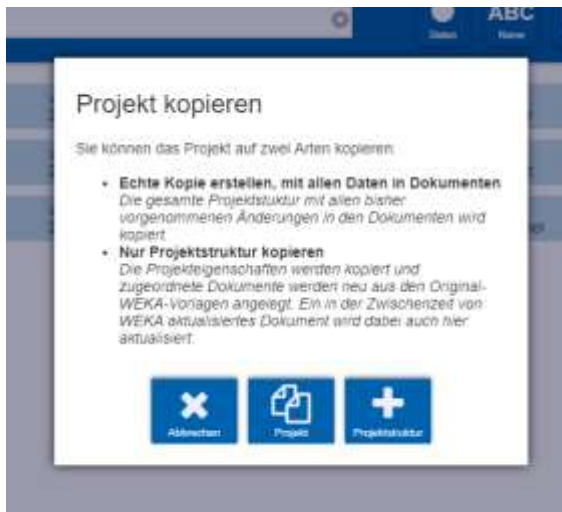 ABC
Daten Name
Projekt kopieren
Sie können das Projekt auf zwei Arten kopieren:
• Echte Kopie erstellen, mit allen Daten in Dokumenten
Die gesamte Projektstuktur mit allen bisher
vorgenommenen Änderungen in den Dokumenten wird
kopiert.
• Nur Projektstruktur kopieren
Die Projekteigenschaften werden kopiert und
zugeordnete Dokumente werden neu aus den Original-
WEKA-Vorlagen angelegt. Ein in der Zwischenzeit von
WEKA aktualisiertes Dokument wird dabei auch hier
aktualisiert.
Abbrechen Projekt Projektstruktur